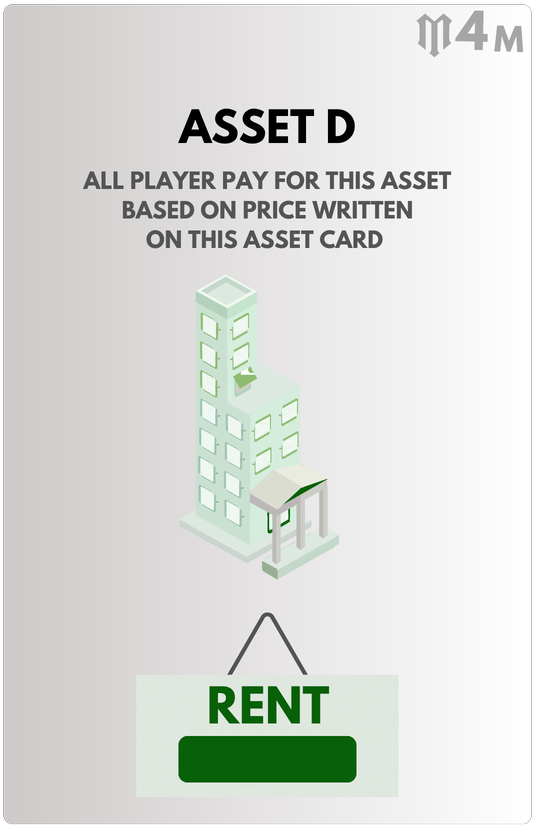 4M
ASSET D
ALL PLAYER PAY FOR THIS ASSET
BASED ON PRICE WRITTEN
ON THIS ASSET CARD
RENT